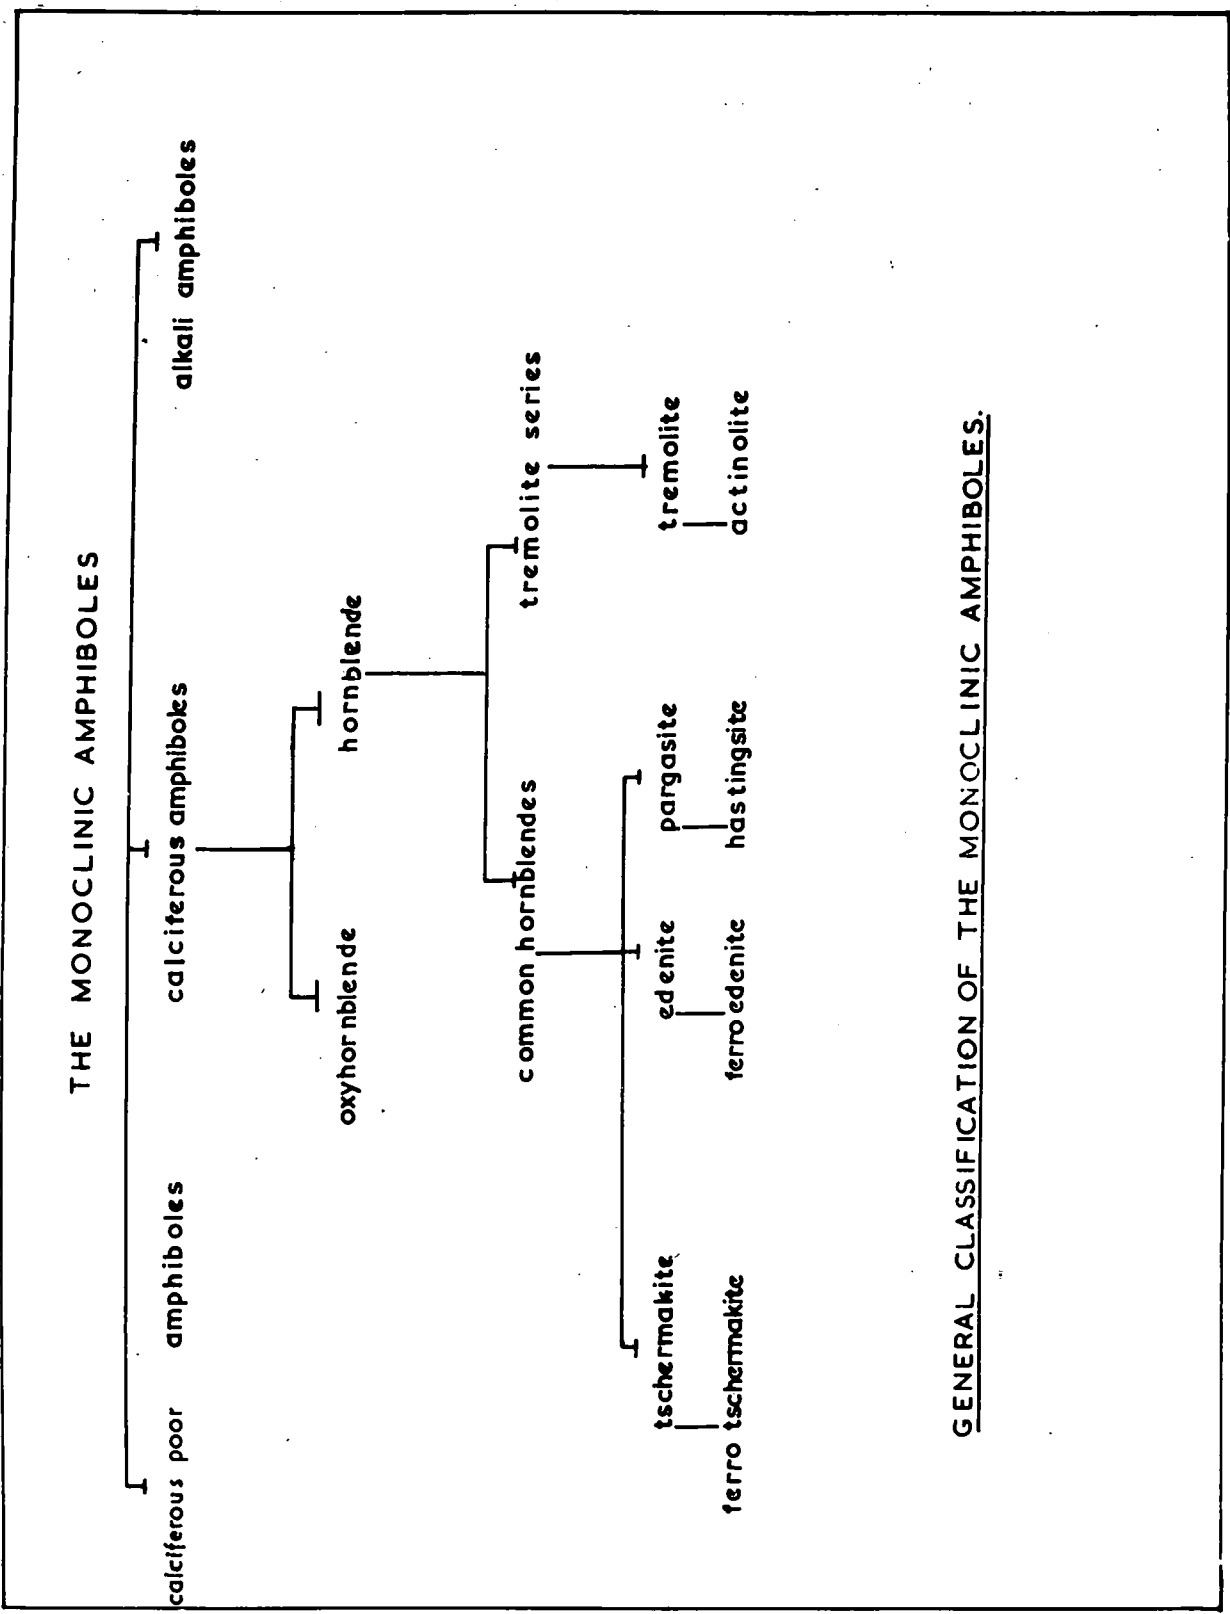 THE MONOCLINIC AMPHIBOLES
calciferous poor amphiboles
calciferous amphiboles
alkali amphiboles
oxyhornblende
hornblende
common hornblendes
tremolite series
tschermakite
edenite
pargasite
tremolite
ferro tschermakite
ferroedenite
hastingsite
actinolite
GENERAL CLASSIFICATION OF THE MONOCLINIC AMPHIBOLES.